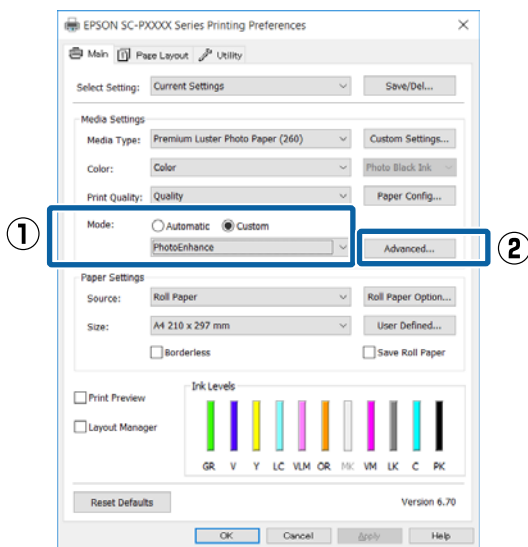 EPSON SC-PXXXX Series Printing Preferences
Main Page Layout Utility
Select Setting: Current Settings Save/Del...
Media Settings
Media Type: Premium Luster Photo Paper (260) Custom Settings...
Color: Color Photo Black Ink
Print Quality: Quality Paper Config...
1 Mode: Automatic Custom
PhotoEnhance Advanced... 2
Paper Settings
Source: Roll Paper Roll Paper Option...
Size: A4 210 x 297 mm User Defined...
Borderless Save Roll Paper
Ink Levels
Print Preview
Layout Manager
GR V Y LC VLM OR MK VM LK C PK
Reset Defaults Version 6.70
OK Cancel Apply Help